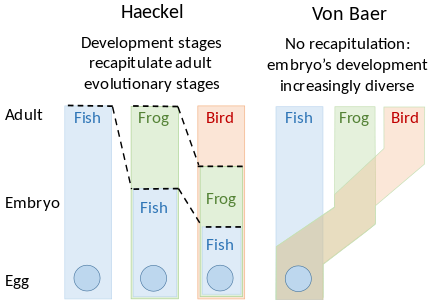 Haeckel
Development stages
recapitulate adult
evolutionary stages
Von Baer
No recapitulation:
embryo’s development
increasingly diverse
Adult
Fish Frog Bird Fish Frog Bird
Embryo
Fish Frog
Fish
Egg